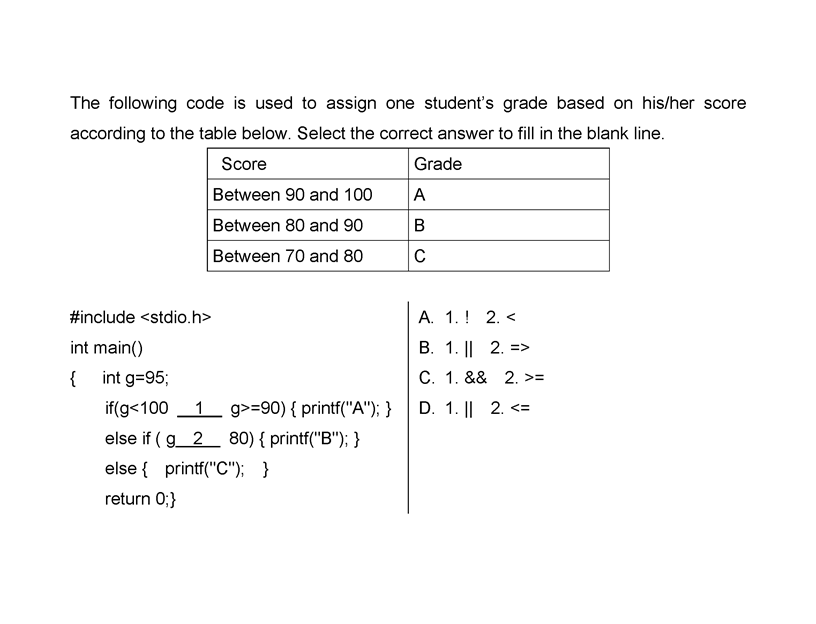 The following code is used to assign one student's grade based on his/her score
according to the table below. Select the correct answer to fill in the blank line.
Score Grade
Between 90 and 100 A
Between 80 and 90 B
Between 70 and 80 C
#include <stdio.h>
int main()
{ int g=95;
if(g<100 __1__ g>=90) { printf("A"); }
else if ( g__2__ 80) { printf("B"); }
else { printf("C"); }
return 0;}
A. 1. ! 2. <
B. 1. || 2. =>
C. 1. && 2. >=
D. 1. || 2. <=